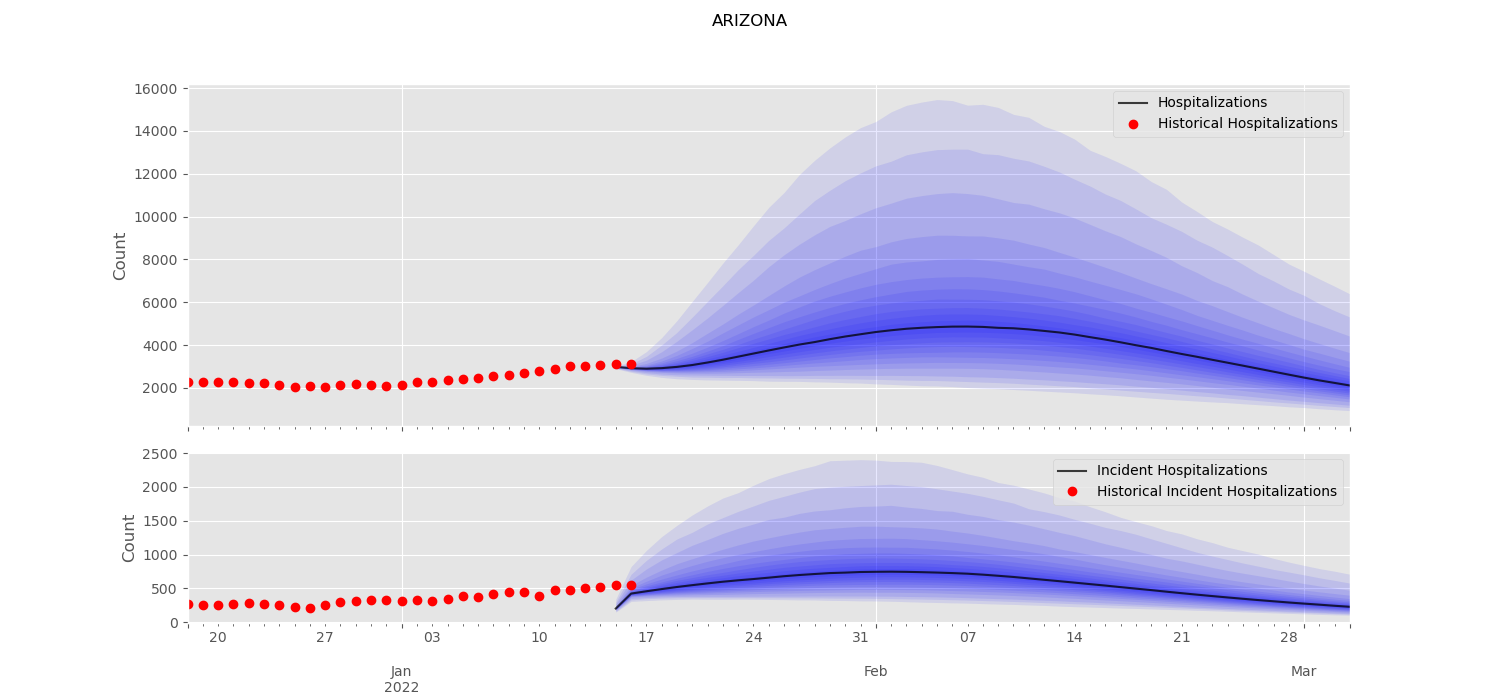 ARIZONA
16000
14000
12000
10000
8000
6000
4000
2000
Count
Hospitalizations
Historical Hospitalizations
2500
2000
1500
1000
500
0
Count
Incident Hospitalizations
Historical Incident Hospitalizations
20 27 03 10 17 24 31 07 14 21 28
Jan Feb Mar
2022